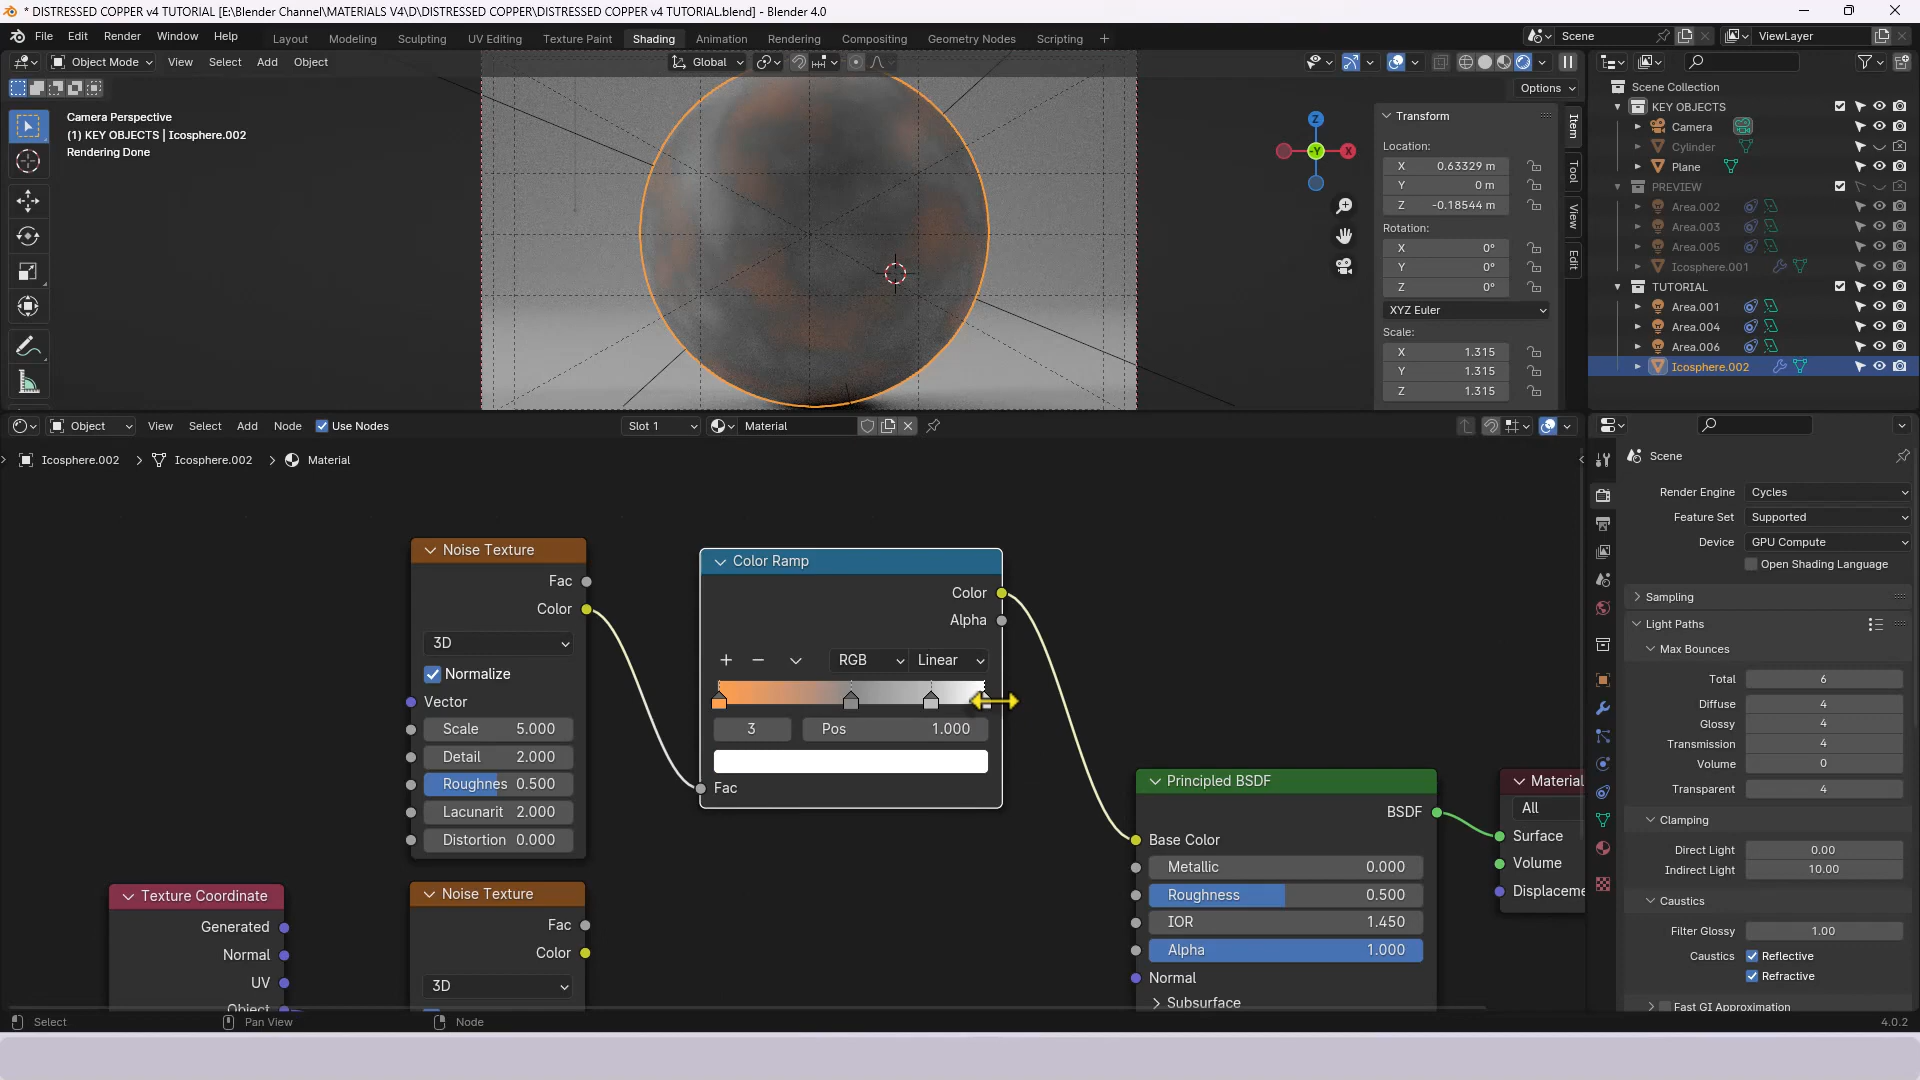 * DISTRESSED COPPER v4 TUTORIAL [E:\Blender Channel\MATERIALS V4\D\DISTRESSED COPPER\DISTRESSED COPPER v4 TUTORIAL.blend] - Blender 4.0
File Edit Render Window Help Layout Modeling Sculpting UV Editing Texture Paint Shading Animation Rendering Compositing Geometry Nodes Scripting + Scene ViewLayer
Object Mode View Select Add Object Global
Options
Camera Perspective
(1) KEY OBJECTS | Icosphere.002
Rendering Done
Z
-Y
X
Transform
Location:
X 0.63329 m
Y 0 m
Z -0.18544 m
Rotation:
X 0°
Y 0°
Z 0°
XYZ Euler
Scale:
X 1.315
Y 1.315
Z 1.315
Item
Tool
View
Edit
Scene Collection
KEY OBJECTS
Camera
Cylinder
Plane
PREVIEW
Area.002
Area.003
Area.005
Icosphere.001
TUTORIAL
Area.001
Area.004
Area.006
Icosphere.002
Object View Select Add Node Use Nodes Slot 1 Material
Icosphere.002 Icosphere.002 Material
Noise Texture
Fac
Color
3D
Normalize
Vector
Scale 5.000
Detail 2.000
Roughnes 0.500
Lacunarit 2.000
Distortion 0.000
Color Ramp
Color
Alpha
RGB Linear
3 Pos 1.000
Fac
Texture Coordinate
Generated
Normal
UV
Object
Noise Texture
Fac
Color
3D
Principled BSDF
BSDF
Base Color
Metallic 0.000
Roughness 0.500
IOR 1.450
Alpha 1.000
Normal
Subsurface
Material
All
Surface
Volume
Displaceme
Scene
Render Engine Cycles
Feature Set Supported
Device GPU Compute
Open Shading Language
Sampling
Light Paths
Max Bounces
Total 6
Diffuse 4
Glossy 4
Transmission 4
Volume 0
Transparent 4
Clamping
Direct Light 0.00
Indirect Light 10.00
Caustics
Filter Glossy 1.00
Caustics Reflective
Refractive
Fast GI Approximation
Select Pan View Node 4.0.2